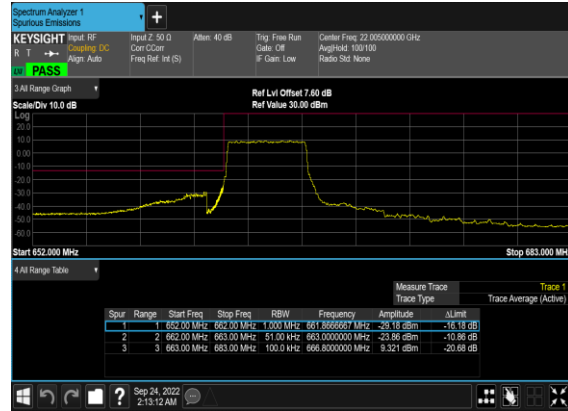 Spectrum Analyzer 1
Spurious Emissions
+
KEYSIGHT Input: RF Input Z: 50 Ω Atten: 40 dB Trig: Free Run Center Freq: 22.005000000 GHz
R T Coupling: DC Corr CCorr Gate: Off Avg|Hold: 100/100
Align: Auto Freq Ref: Int (S) IF Gain: Low Radio Std: None
PASS
3 All Range Graph
Ref Lvl Offset 7.60 dB
Scale/Div 10.0 dB Ref Value 30.00 dBm
Log
20.0
10.0
0.00
-10.0
-20.0
-30.0
-40.0
-50.0
-60.0
Start 652.000 MHz Stop 683.000 MH
4 All Range Table
Measure Trace Trace 1
Trace Type Trace Average (Active)
Spur Range Start Freq Stop Freq RBW Frequency Amplitude ΔLimit
1 1 652.00 MHz 662.00 MHz 1.000 MHz 661.8666667 MHz -29.18 dBm -16.18 dB
2 2 662.00 MHz 663.00 MHz 51.00 kHz 663.0000000 MHz -23.86 dBm -10.86 dB
3 3 663.00 MHz 683.00 MHz 100.0 kHz 666.8000000 MHz 9.321 dBm -20.68 dB
? Sep 24, 2022
2:13:12 AM